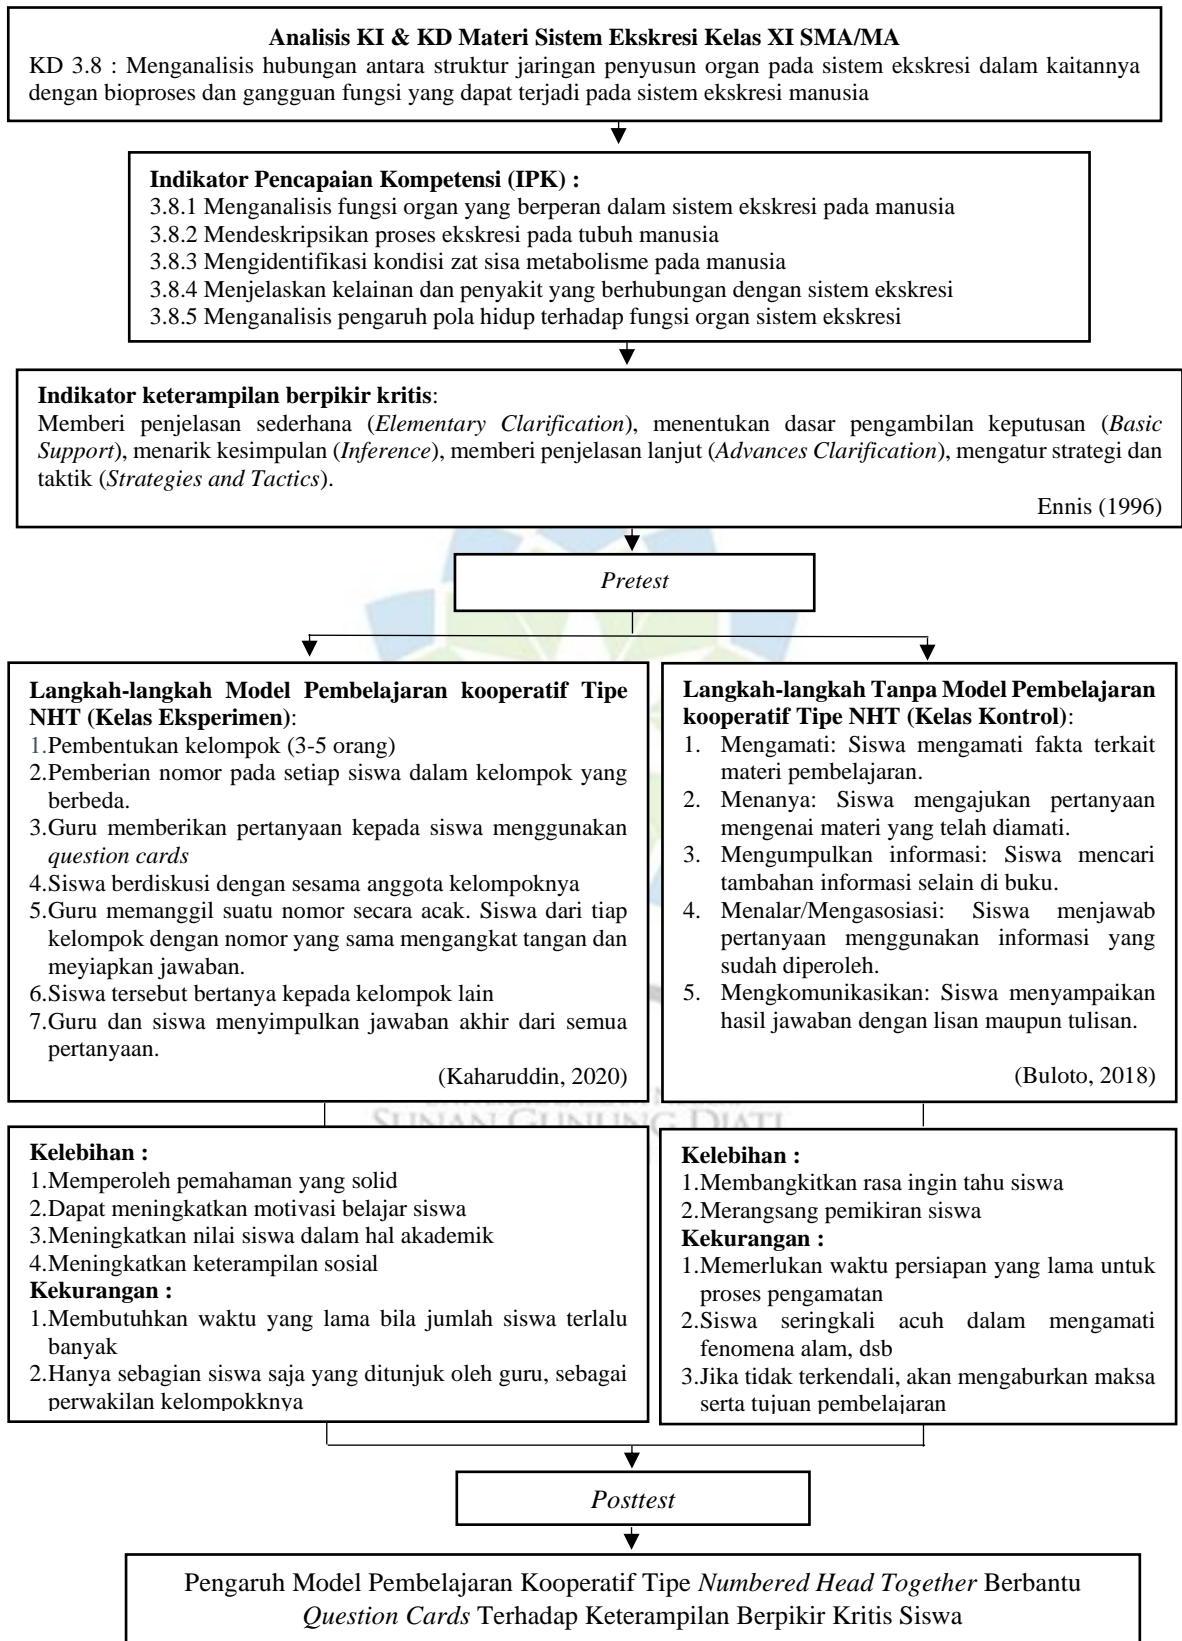 Analisis KI & KD Materi Sistem Ekskresi Kelas XI SMA/MA
KD 3.8 : Menganalisis hubungan antara struktur jaringan penyusun organ pada sistem ekskresi dalam kaitannya
dengan bioproses dan gangguan fungsi yang dapat terjadi pada sistem ekskresi manusia
Indikator Pencapaian Kompetensi (IPK) :
3.8.1 Menganalisis fungsi organ yang berperan dalam sistem ekskresi pada manusia
3.8.2 Mendeskripsikan proses ekskresi pada tubuh manusia
3.8.3 Mengidentifikasi kondisi zat sisa metabolisme pada manusia
3.8.4 Menjelaskan kelainan dan penyakit yang berhubungan dengan sistem ekskresi
3.8.5 Menganalisis pengaruh pola hidup terhadap fungsi organ sistem ekskresi
Indikator keterampilan berpikir kritis:
Memberi penjelasan sederhana (Elementary Clarification), menentukan dasar pengambilan keputusan (Basic
Support), menarik kesimpulan (Inference), memberi penjelasan lanjut (Advances Clarification), mengatur strategi dan
taktik (Strategies and Tactics).
Ennis (1996)
Pretest
Langkah-langkah Model Pembelajaran kooperatif Tipe
NHT (Kelas Eksperimen):
1.Pembentukan kelompok (3-5 orang)
2.Pemberian nomor pada setiap siswa dalam kelompok yang
berbeda.
3.Guru memberikan pertanyaan kepada siswa menggunakan
question cards
4.Siswa berdiskusi dengan sesama anggota kelompoknya
5.Guru memanggil suatu nomor secara acak. Siswa dari tiap
kelompok dengan nomor yang sama mengangkat tangan dan
meyiapkan jawaban.
6.Siswa tersebut bertanya kepada kelompok lain
7.Guru dan siswa menyimpulkan jawaban akhir dari semua
pertanyaan.
(Kaharuddin, 2020)
Langkah-langkah Tanpa Model Pembelajaran
kooperatif Tipe NHT (Kelas Kontrol):
1. Mengamati: Siswa mengamati fakta terkait
materi pembelajaran.
2. Menanya: Siswa mengajukan pertanyaan
mengenai materi yang telah diamati.
3. Mengumpulkan informasi: Siswa mencari
tambahan informasi selain di buku.
4. Menalar/Mengasosiasi: Siswa menjawab
pertanyaan menggunakan informasi yang
sudah diperoleh.
5. Mengkomunikasikan: Siswa menyampaikan
hasil jawaban dengan lisan maupun tulisan.
(Buloto, 2018)
SUNAN GUNUNG DJATI
Kelebihan :
1.Memperoleh pemahaman yang solid
2.Dapat meningkatkan motivasi belajar siswa
3.Meningkatkan nilai siswa dalam hal akademik
4.Meningkatkan keterampilan sosial
Kekurangan :
1.Membutuhkan waktu yang lama bila jumlah siswa terlalu
banyak
2.Hanya sebagian siswa saja yang ditunjuk oleh guru, sebagai
perwakilan kelompokknya
Kelebihan :
1.Membangkitkan rasa ingin tahu siswa
2.Merangsang pemikiran siswa
Kekurangan :
1.Memerlukan waktu persiapan yang lama untuk
proses pengamatan
2.Siswa seringkali acuh dalam mengamati
fenomena alam, dsb
3.Jika tidak terkendali, akan mengaburkan maksa
serta tujuan pembelajaran
Posttest
Pengaruh Model Pembelajaran Kooperatif Tipe Numbered Head Together Berbantu
Question Cards Terhadap Keterampilan Berpikir Kritis Siswa